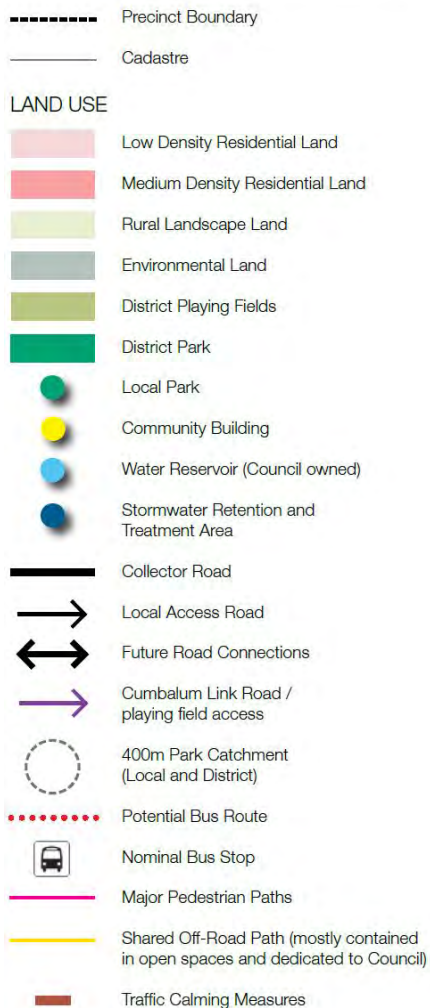 Precinct Boundary
Cadastre
LAND USE
Low Density Residential Land
Medium Density Residential Land
Rural Landscape Land
Environmental Land
District Playing Fields
District Park
Local Park
Community Building
Water Reservoir (Council owned)
Stormwater Retention and
Treatment Area
Collector Road
Local Access Road
Future Road Connections
Cumbalum Link Road /
playing field access
400m Park Catchment
(Local and District)
Potential Bus Route
Nominal Bus Stop
Major Pedestrian Paths
Shared Off-Road Path (mostly contained
in open spaces and dedicated to Council)
Traffic Calming Measures